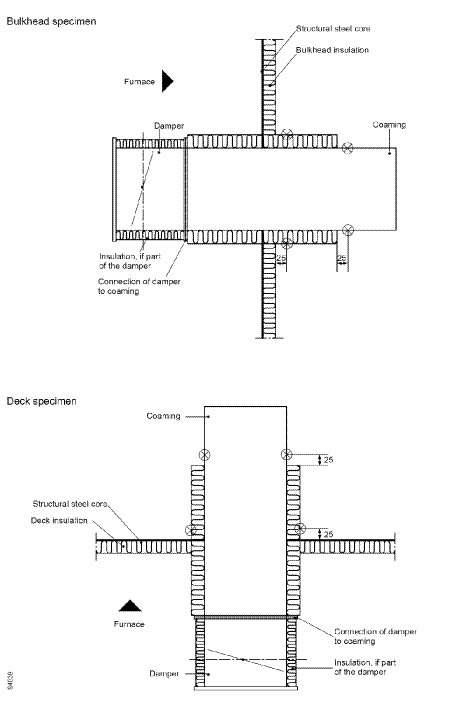 Bulkhead specimen
Structural steel core
Bulkhead insulation
Furnace
Damper
Coaming
Insulation, if part
of the damper
Connection of damper
to coaming
25
25
Deck specimen
Coaming
25
Structural steel core
Deck insulation
25
Furnace
Connection of damper
to coaming
Damper
Insulation, if part
of the damper